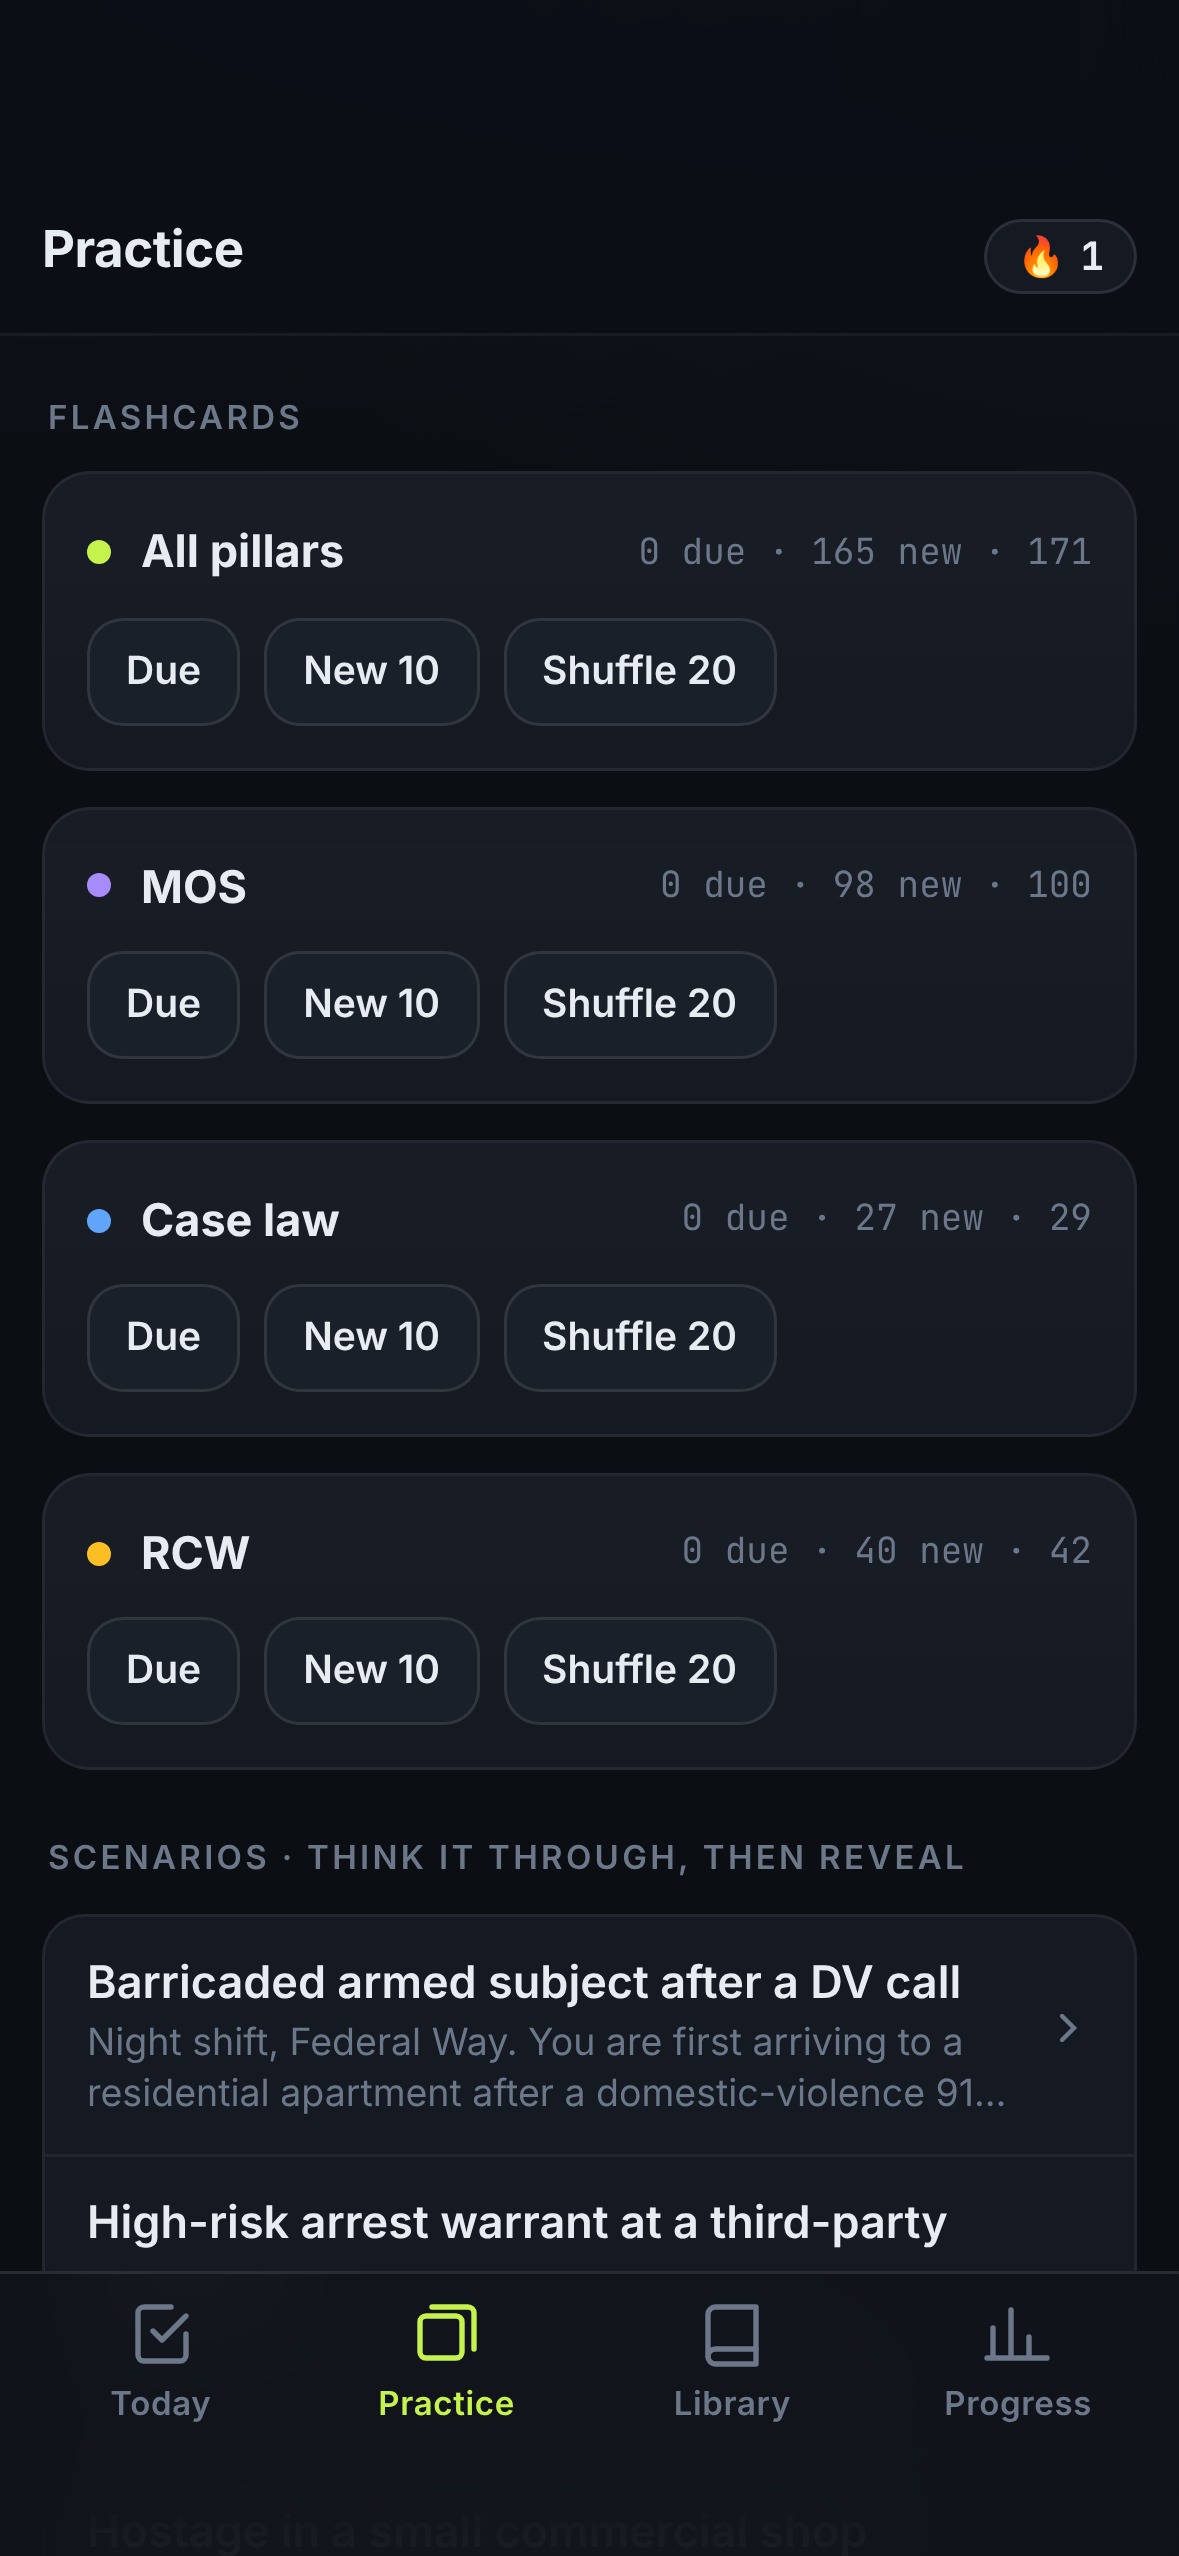 Practice
🔥 1
FLASHCARDS
All pillars
0 due · 165 new · 171
Due
New 10
Shuffle 20
MOS
0 due · 98 new · 100
Due
New 10
Shuffle 20
Case law
0 due · 27 new · 29
Due
New 10
Shuffle 20
RCW
0 due · 40 new · 42
Due
New 10
Shuffle 20
SCENARIOS · THINK IT THROUGH, THEN REVEAL
Barricaded armed subject after a DV call
Night shift, Federal Way. You are first arriving to a
residential apartment after a domestic-violence 91...
High-risk arrest warrant at a third-party
Today
Practice
Library
Progress
Hostage in a small commercial shop